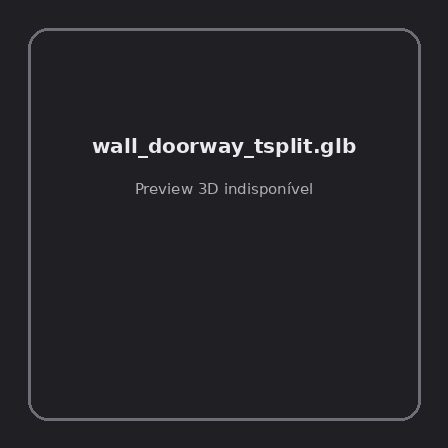 wall_doorway_tsplit.glb
Preview 3D indisponível